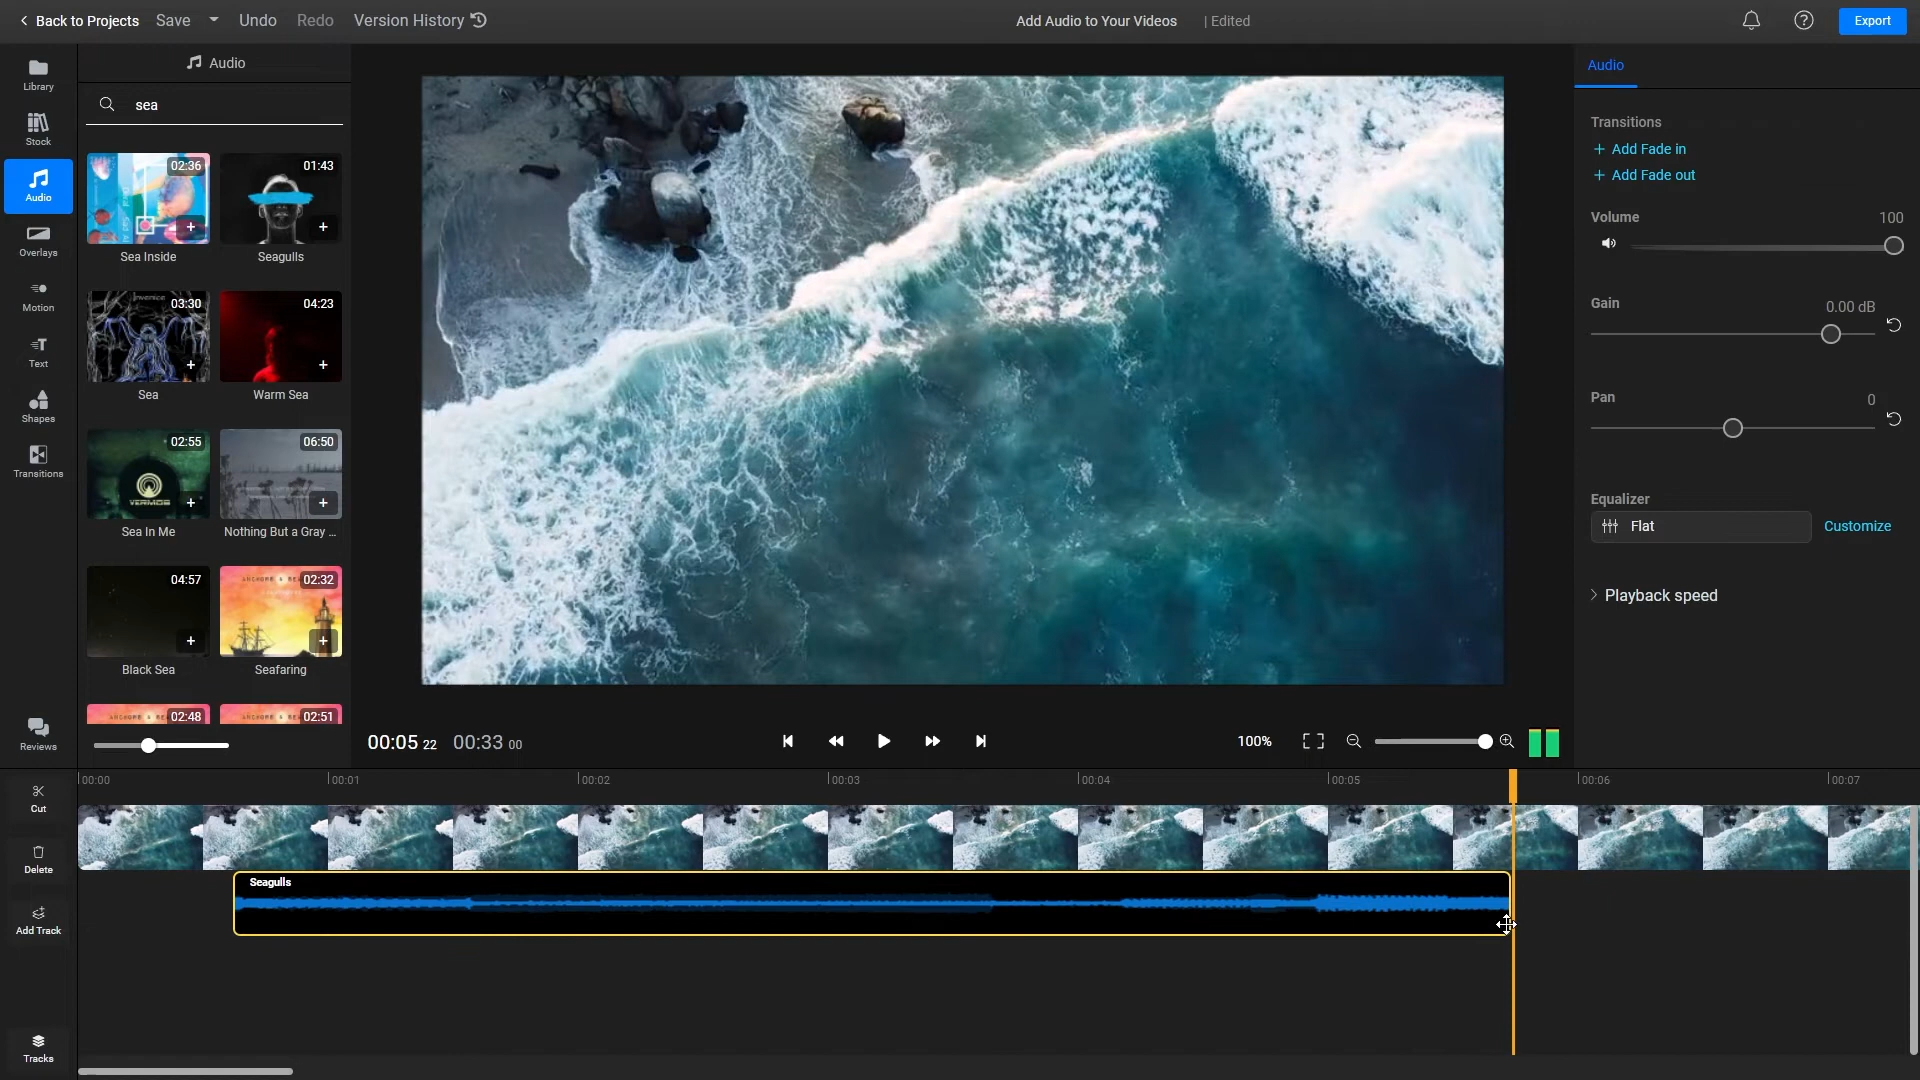 Back to Projects
Save
Undo
Redo
Version History
Add Audio to Your Videos
| Edited
Export
Library
Stock
Audio
Overlays
Motion
Text
Shapes
Transitions
Reviews
Audio
sea
02:36
01:43
Sea Inside
Seagulls
03:30
04:23
Sea
Warm Sea
02:55
06:50
VERMOS
Sea In Me
Nothing But a Gray ...
04:57
02:32
Black Sea
Seafaring
02:48
02:51
Audio
Transitions
+ Add Fade in
+ Add Fade out
Volume
100
Gain
0.00 dB
Pan
0
Equalizer
Flat
Customize
Playback speed
00:05 22
00:33 00
100%
Cut
Delete
Add Track
Tracks
00:00
00:01
00:02
00:03
00:04
00:05
00:06
00:07
Seagulls